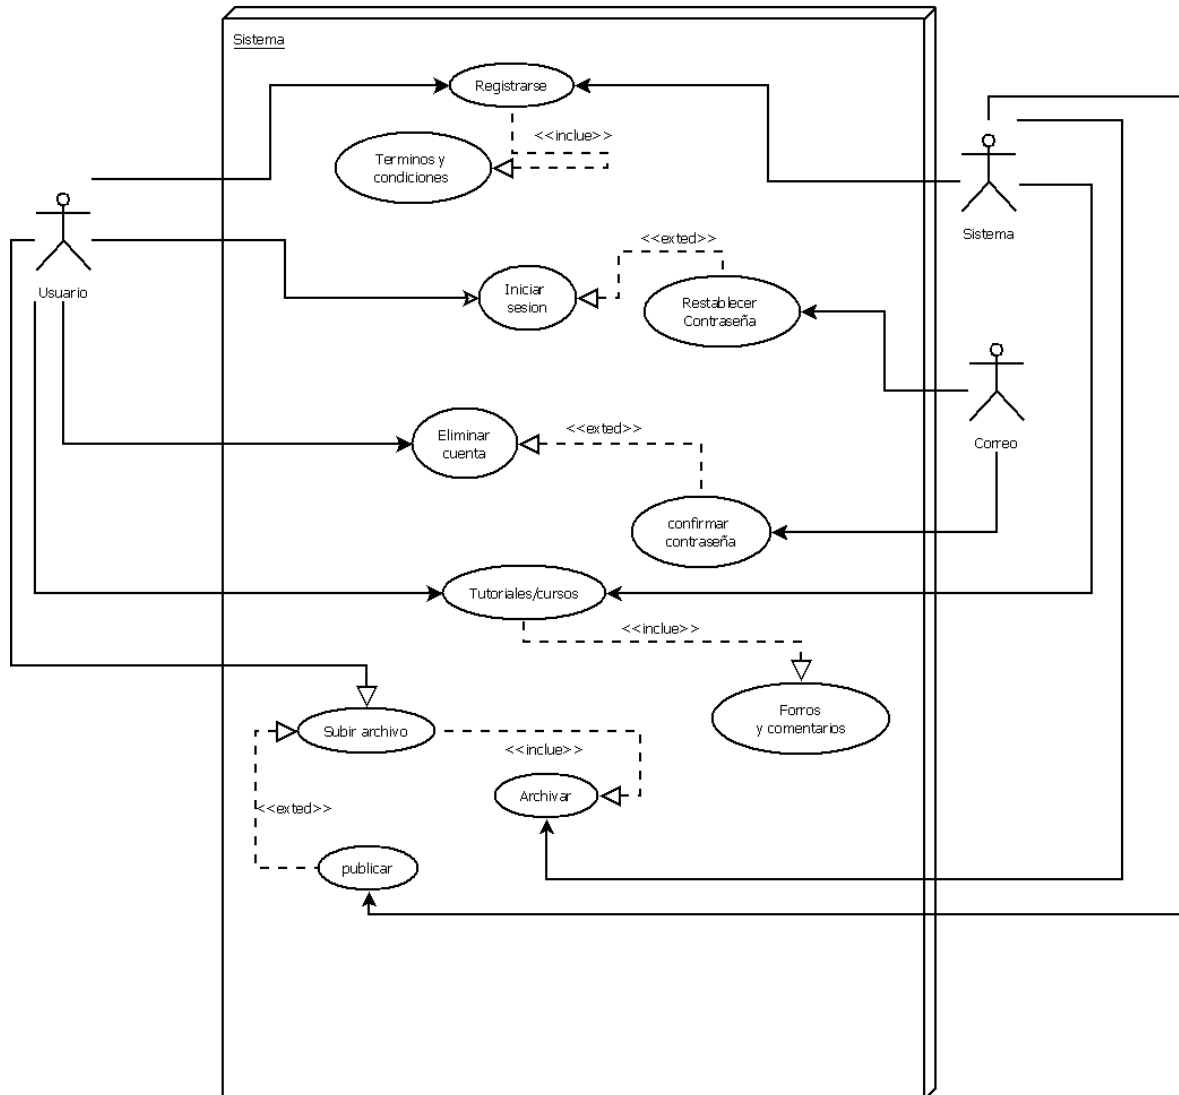 Sistema
Registrarse
<<inclue>>
Terminos y
condiciones
Sistema
Usuario
<<exted>>
Iniciar
sesion
Restablecer
Contraseña
Eliminar
cuenta
<<exted>>
Correo
confirmar
contraseña
Tutoriales/cursos
<<inclue>>
Forros
y comentarios
Subir archivo
<<inclue>>
Archivar
<<exted>>
publicar